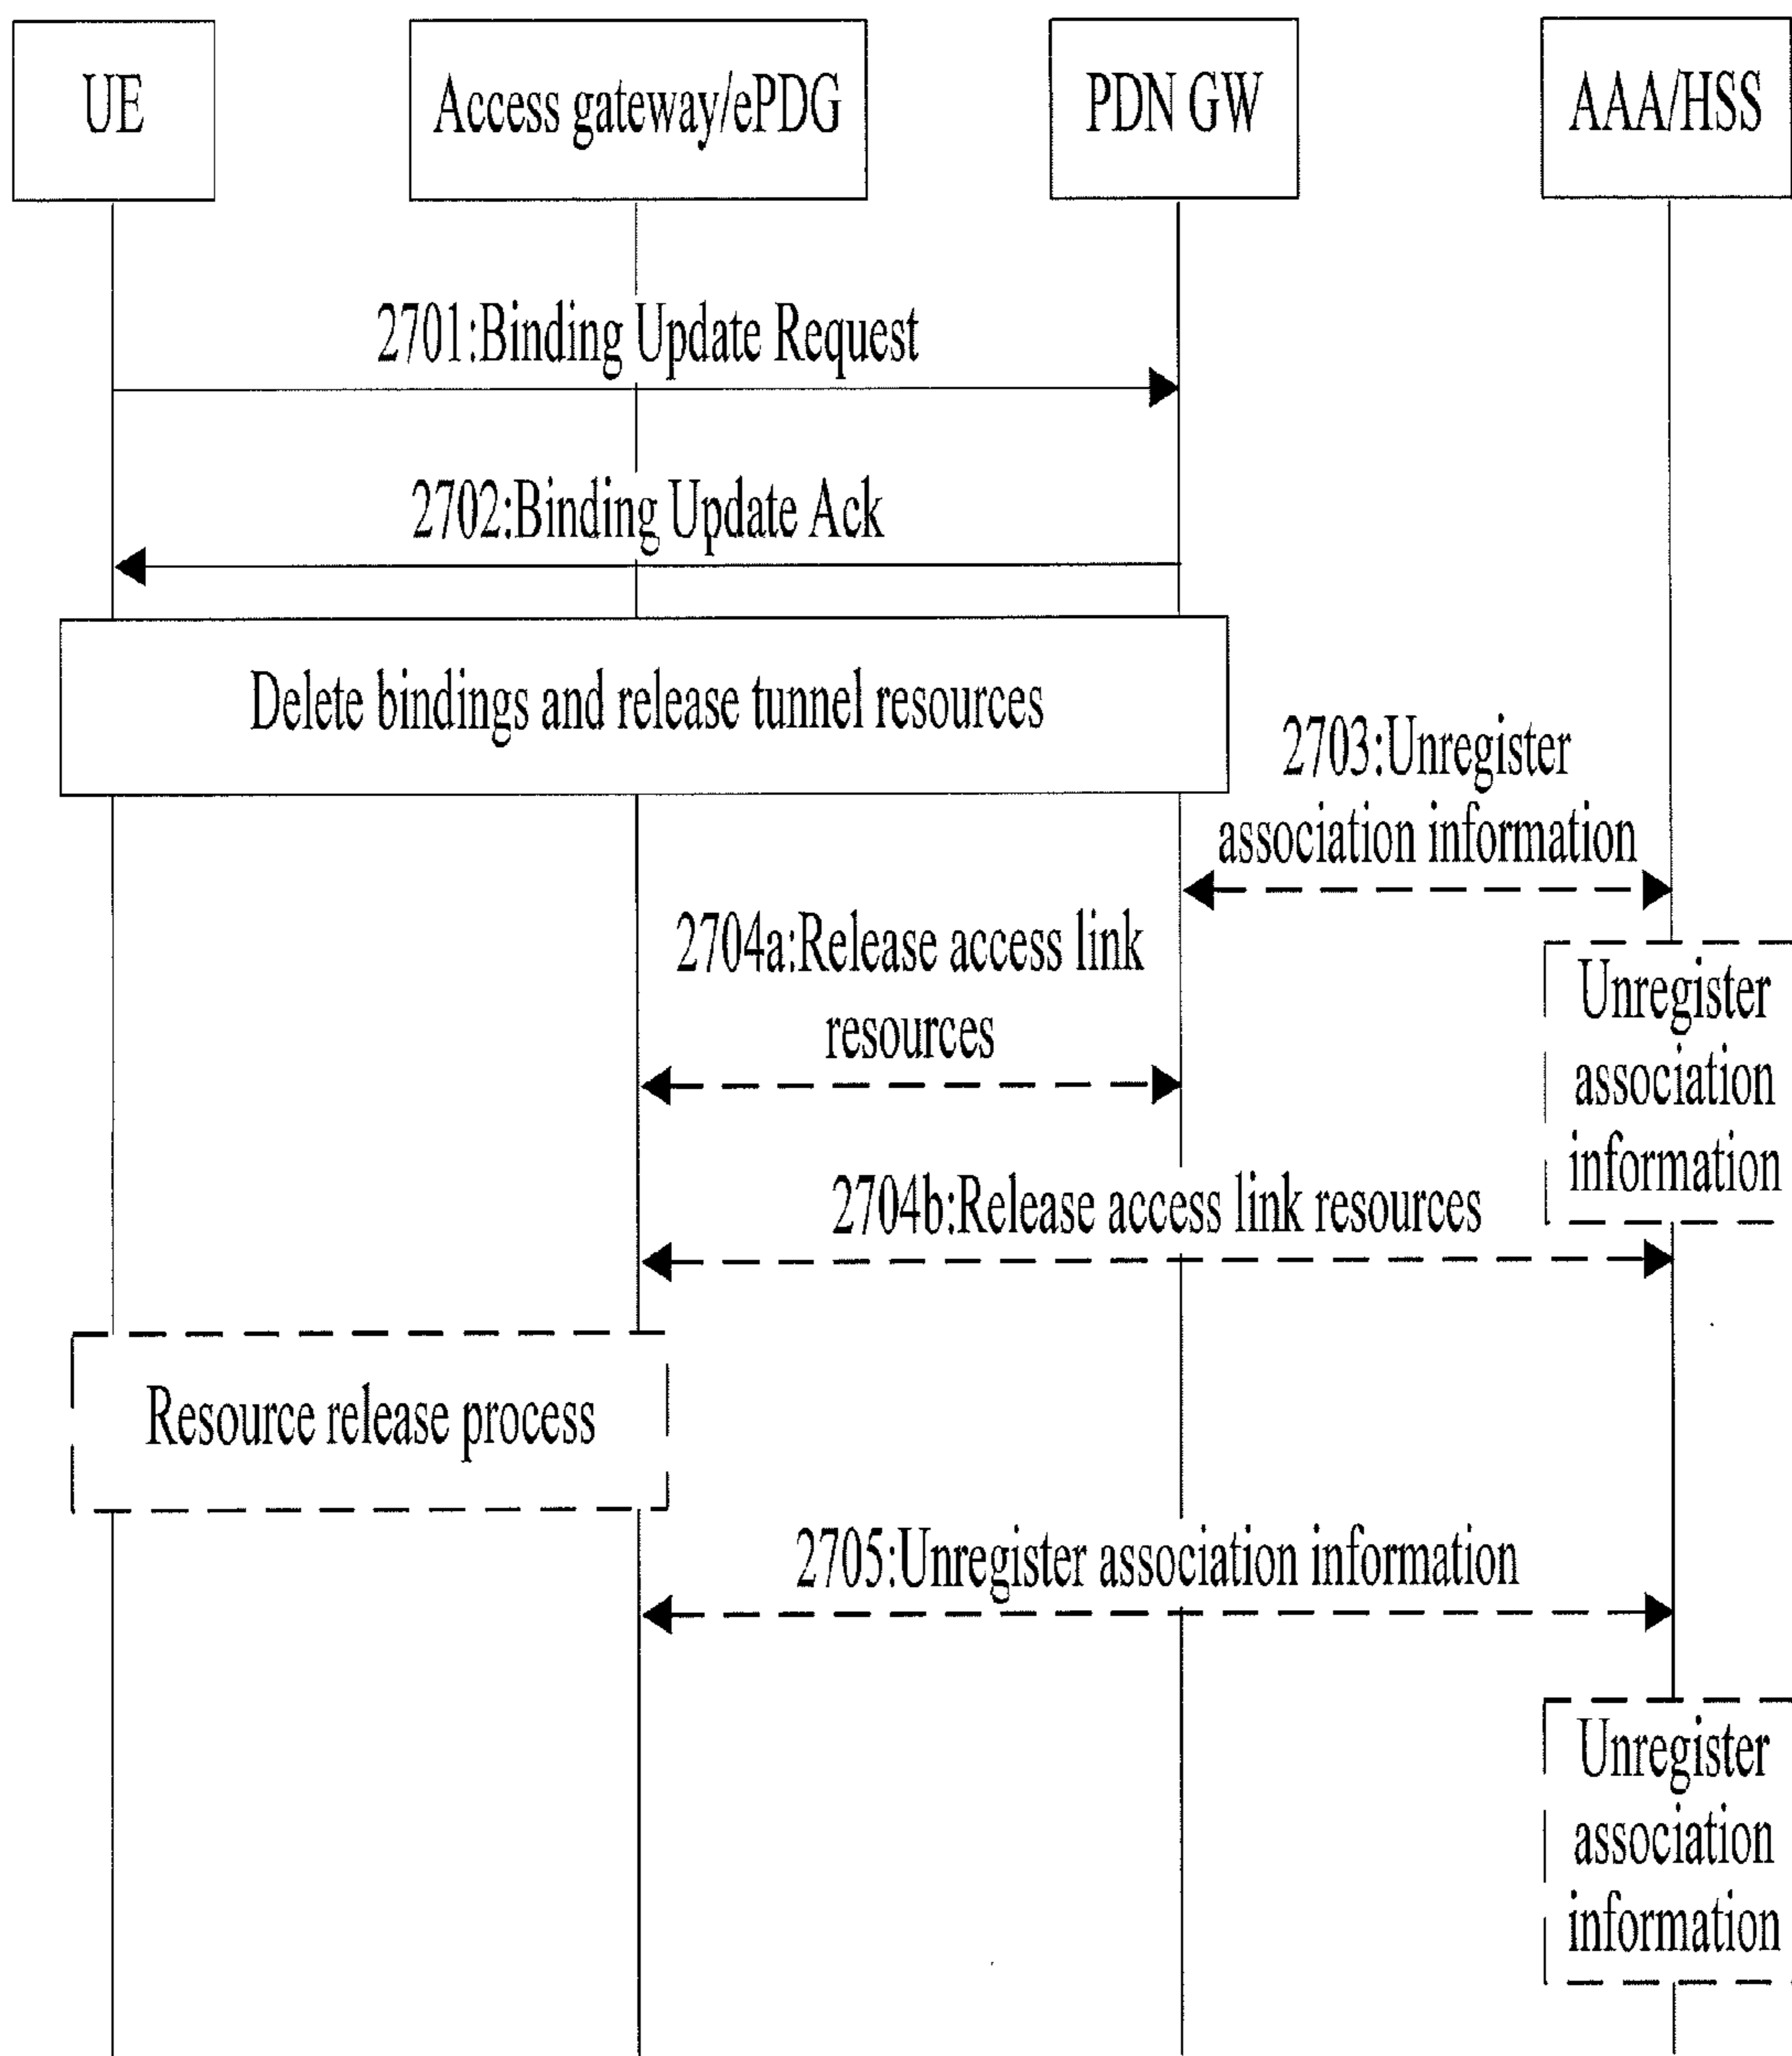 UE
Access gateway/ePDG
PDN GW
AAA/HSS
2701:Binding Update Request
2702:Binding Update Ack
Delete bindings and release tunnel resources
2703:Unregister
association information
2704a:Release access link
resources
Unregister
association
information
2704b:Release access link resources
Resource release process
2705:Unregister association information
Unregister
association
information